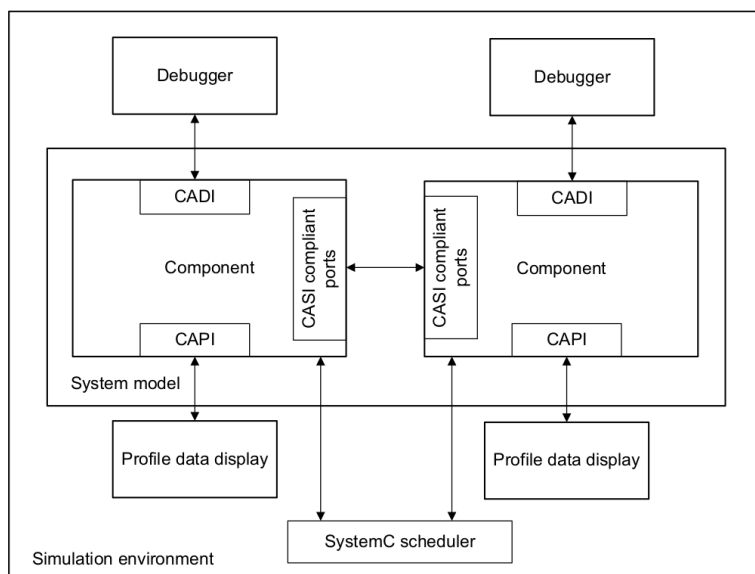 Debugger
Debugger
CADI
CADI
CASI compliant
ports
CASI compliant
ports
Component
Component
CAPI
CAPI
System model
Profile data display
Profile data display
SystemC scheduler
Simulation environment